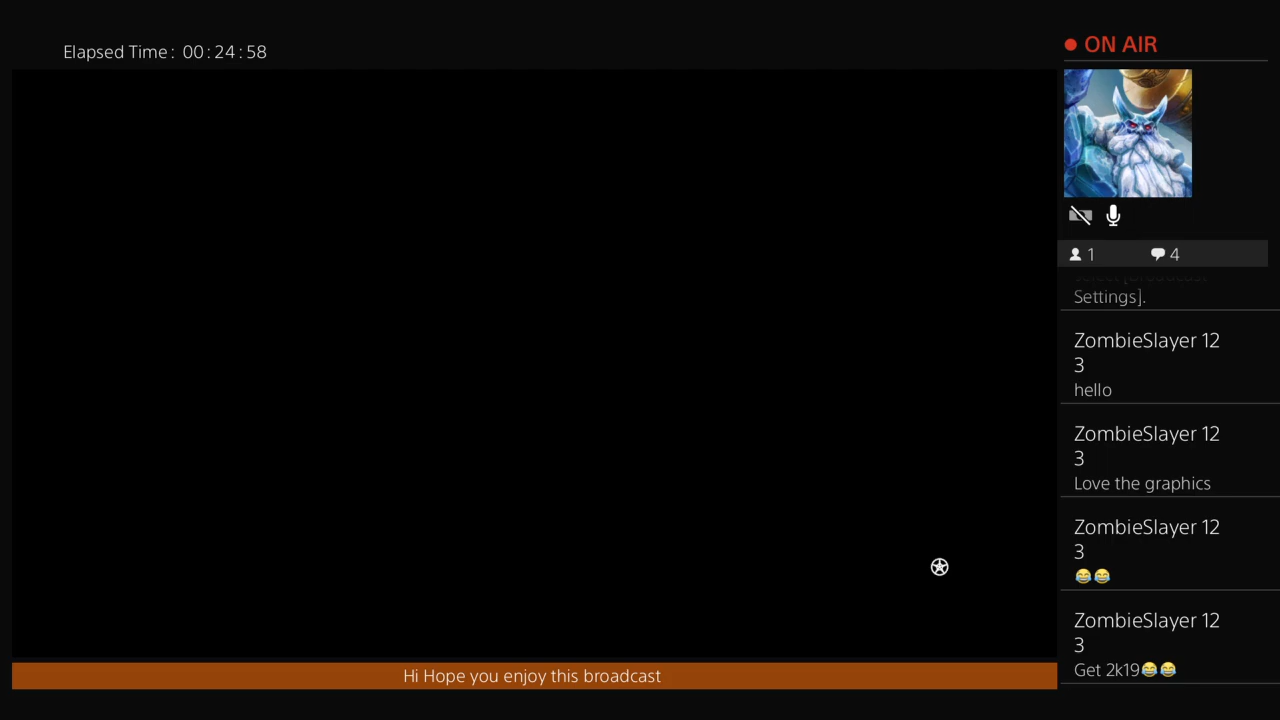 Elapsed Time: 00:24:58
ON AIR
1 4
Settings].
ZombieSlayer 12
3
hello
ZombieSlayer 12
3
Love the graphics
ZombieSlayer 12
3
😂😂
ZombieSlayer 12
3
Get 2k19😂😂
Hi Hope you enjoy this broadcast